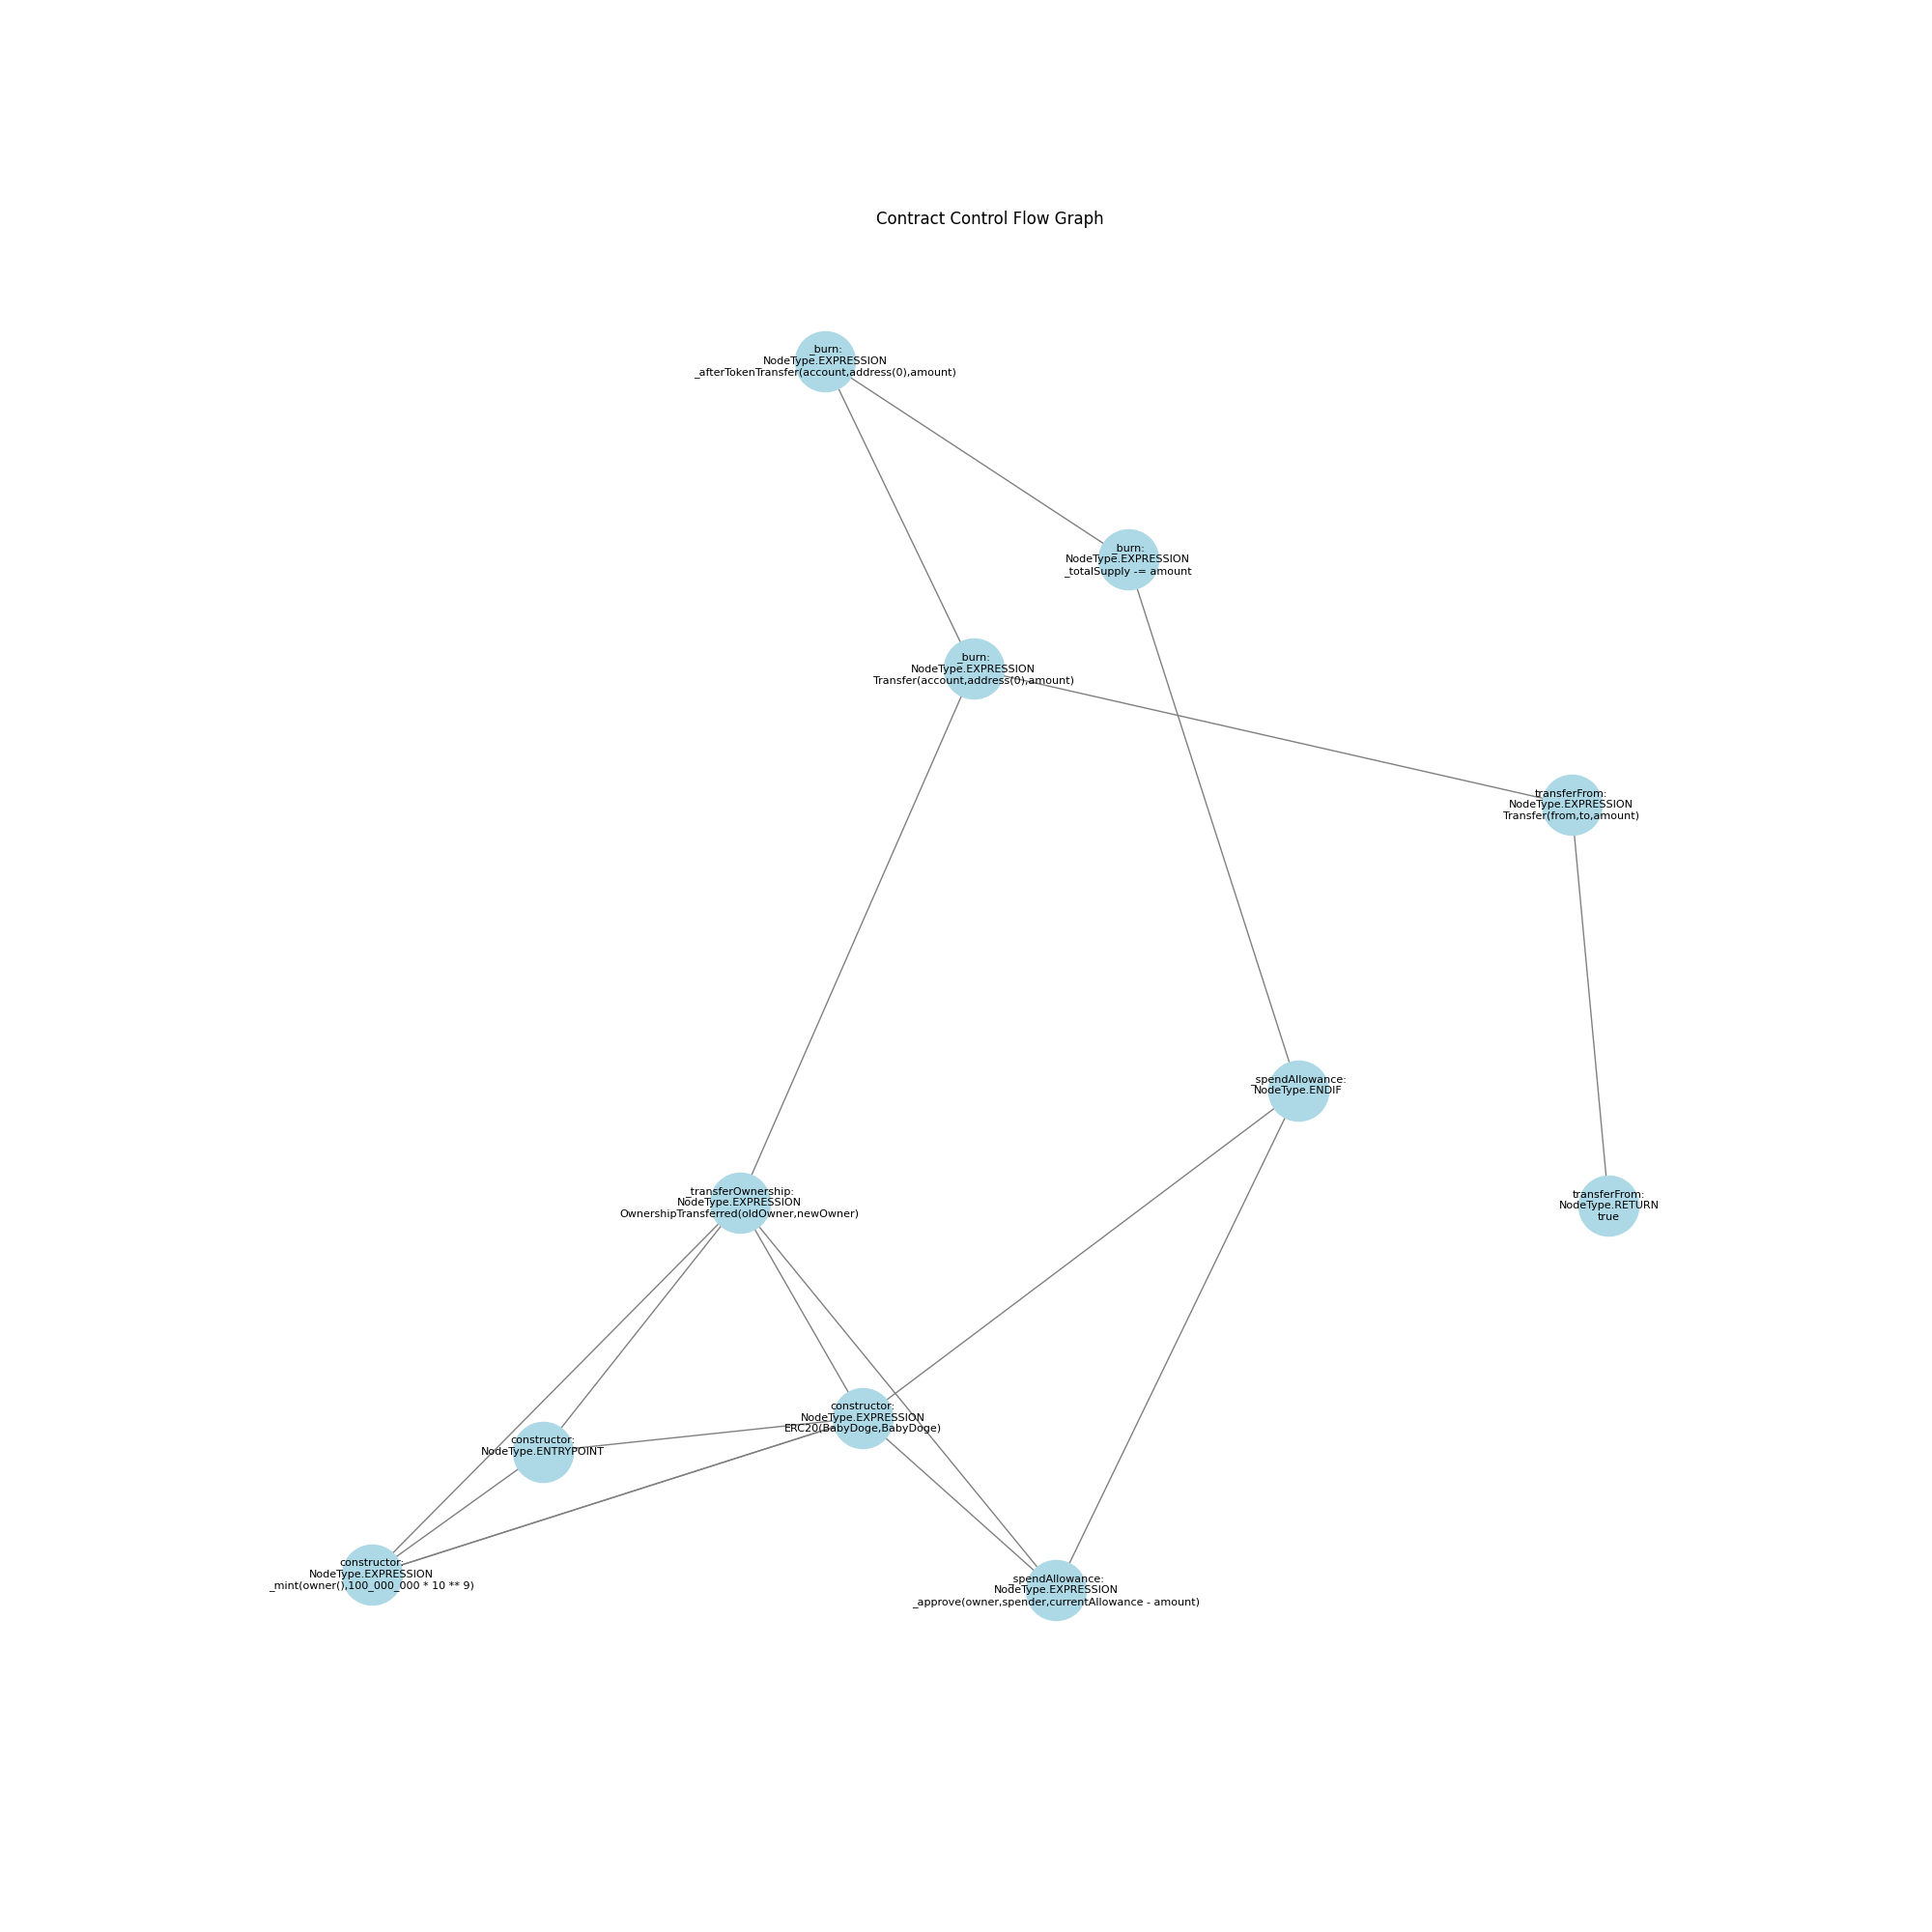 Contract Control Flow Graph
_burn:
NodeType.EXPRESSION
_afterTokenTransfer(account,address(0),amount)
_burn:
NodeType.EXPRESSION
_totalSupply -= amount
_burn:
NodeType.EXPRESSION
Transfer(account,address(0),amount)
transferFrom:
NodeType.EXPRESSION
Transfer(from,to,amount)
_spendAllowance:
NodeType.ENDIF
_transferOwnership:
NodeType.EXPRESSION
OwnershipTransferred(oldOwner,newOwner)
transferFrom:
NodeType.RETURN
true
constructor:
NodeType.EXPRESSION
ERC20(BabyDoge,BabyDoge)
constructor:
NodeType.ENTRYPOINT
constructor:
NodeType.EXPRESSION
_mint(owner(),100_000_000 * 10 ** 9)
_spendAllowance:
NodeType.EXPRESSION
_approve(owner,spender,currentAllowance - amount)